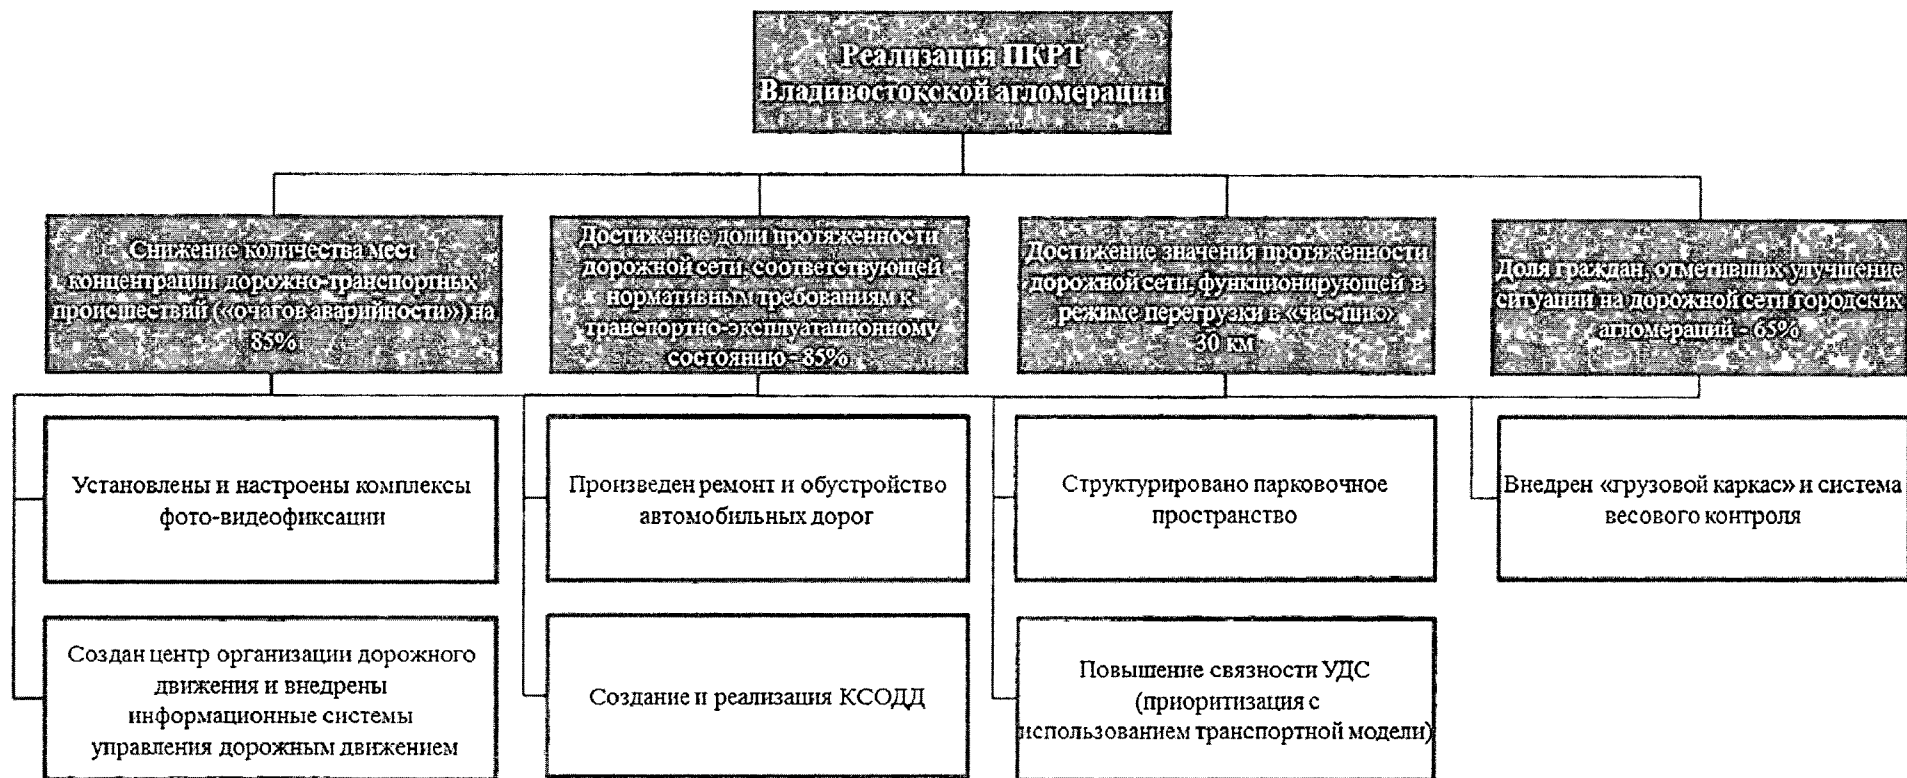 Реализация ПКРТ
Владивостокской агломерации
Снижение количества мест
концентрации дорожно-транспортных
происшествий («очагов аварийности») на
85%
Достижение доли протяженности
дорожной сети, соответствующей
нормативным требованиям к
транспортно-эксплуатационному
состоянию - 85%
Достижение значения протяженности
дорожной сети, функционирующей в
режиме перегрузки в «час-пик»
30 км
Доля граждан, отметивших улучшение
ситуации на дорожной сети городских
агломераций - 65%
Установлены и настроены комплексы
фото-видеофиксации
Произведен ремонт и обустройство
автомобильных дорог
Структурировано парковочное
пространство
Внедрен «грузовой каркас» и система
весового контроля
Создан центр организации дорожного
движения и внедрены
информационные системы
управления дорожным движением
Создание и реализация КСОДД
Повышение связности УДС
(приоритизация с
использованием транспортной модели)